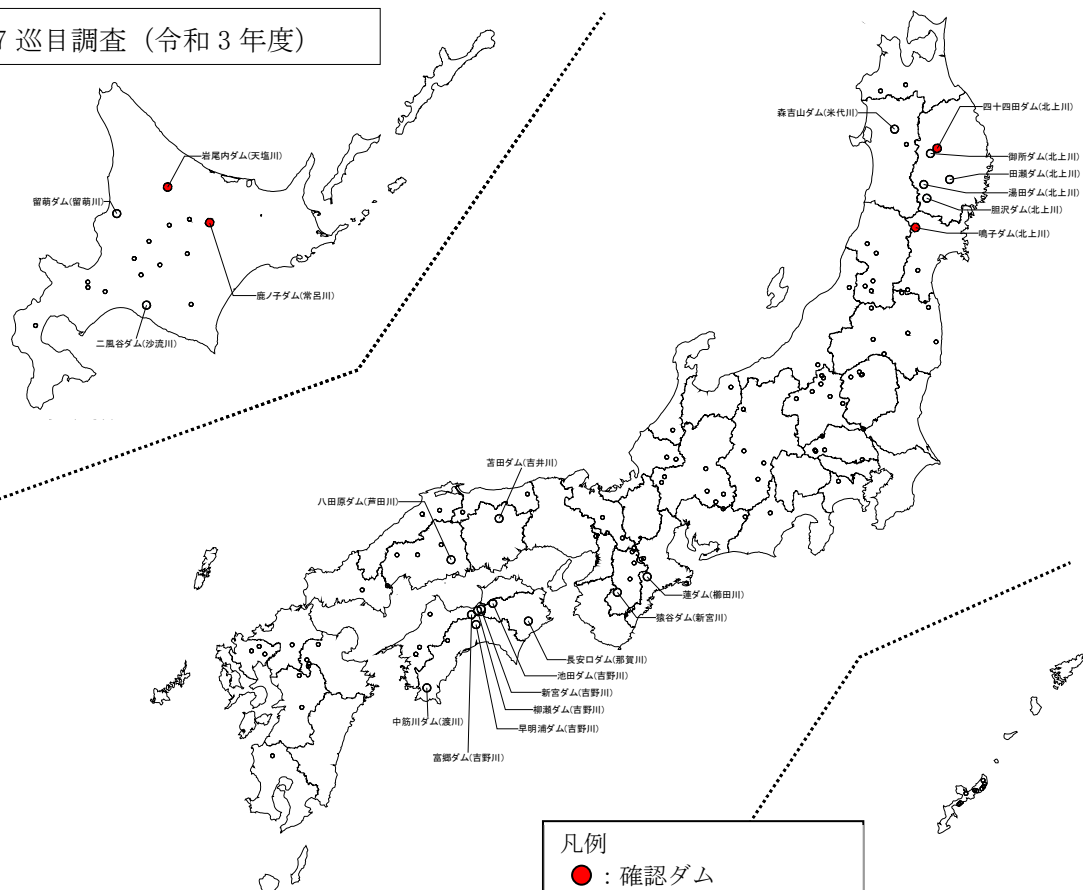 7 巡目調査（令和 3 年度）
岩尾内ダム(天塩川)
留萌ダム(留萌川)
鹿ノ子ダム(常呂川)
二風谷ダム(沙流川)
森吉山ダム(米代川)
四十四田ダム(北上川)
御所ダム(北上川)
田瀬ダム(北上川)
湯田ダム(北上川)
胆沢ダム(北上川)
鳴子ダム(北上川)
苫田ダム(吉井川)
八田原ダム(芦田川)
蓮ダム(櫛田川)
猿谷ダム(新宮川)
長安口ダム(那賀川)
池田ダム(吉野川)
新宮ダム(吉野川)
柳瀬ダム(吉野川)
早明浦ダム(吉野川)
中筋川ダム(渡川)
富郷ダム(吉野川)
凡例
：確認ダム